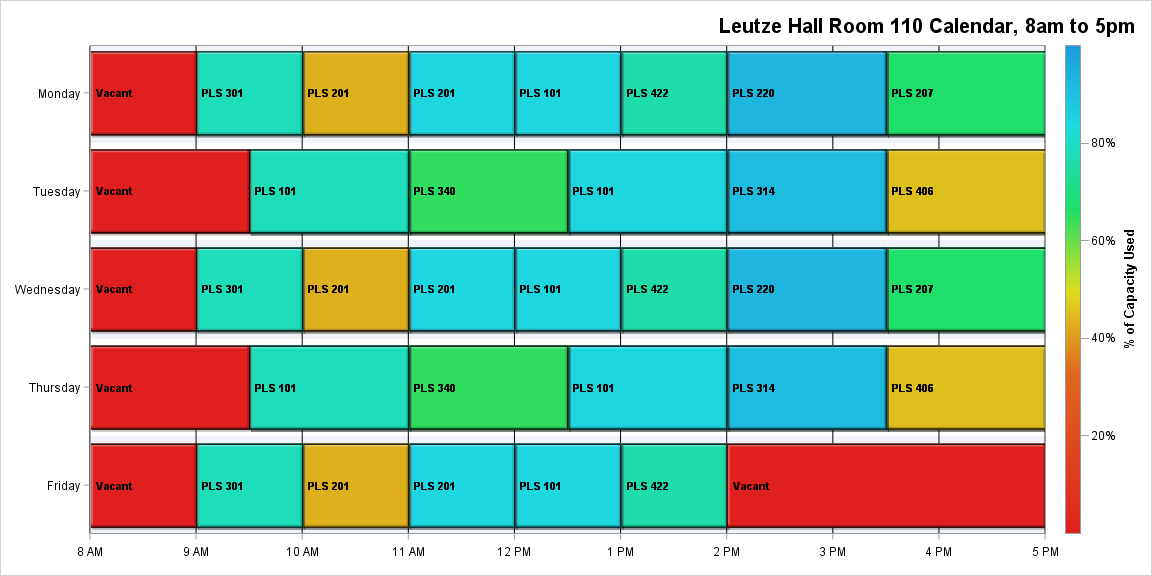 Leutze Hall Room 110 Calendar, 8am to 5pm
Monday
Vacant
PLS 301
PLS 201
PLS 201
PLS 101
PLS 422
PLS 220
PLS 207
Tuesday
Vacant
PLS 101
PLS 340
PLS 101
PLS 314
PLS 406
Wednesday
Vacant
PLS 301
PLS 201
PLS 201
PLS 101
PLS 422
PLS 220
PLS 207
Thursday
Vacant
PLS 101
PLS 340
PLS 101
PLS 314
PLS 406
Friday
Vacant
PLS 301
PLS 201
PLS 201
PLS 101
PLS 422
Vacant
8 AM
9 AM
10 AM
11 AM
12 PM
1 PM
2 PM
3 PM
4 PM
5 PM
80%
60%
40%
20%
% of Capacity Used